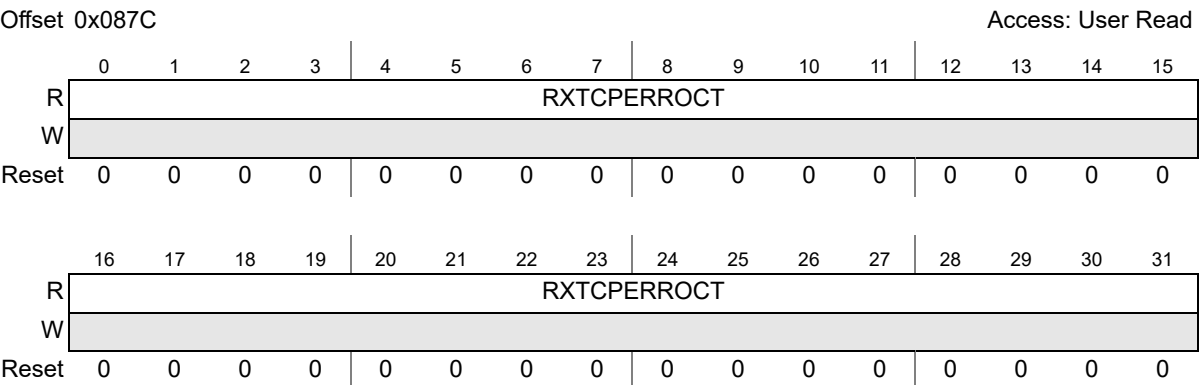 Offset 0x087C Access: User Read
0 1 2 3 4 5 6 7 8 9 10 11 12 13 14 15
R RXTCPERROCT
W
Reset 0 0 0 0 0 0 0 0 0 0 0 0 0 0 0 0
16 17 18 19 20 21 22 23 24 25 26 27 28 29 30 31
R RXTCPERROCT
W
Reset 0 0 0 0 0 0 0 0 0 0 0 0 0 0 0 0